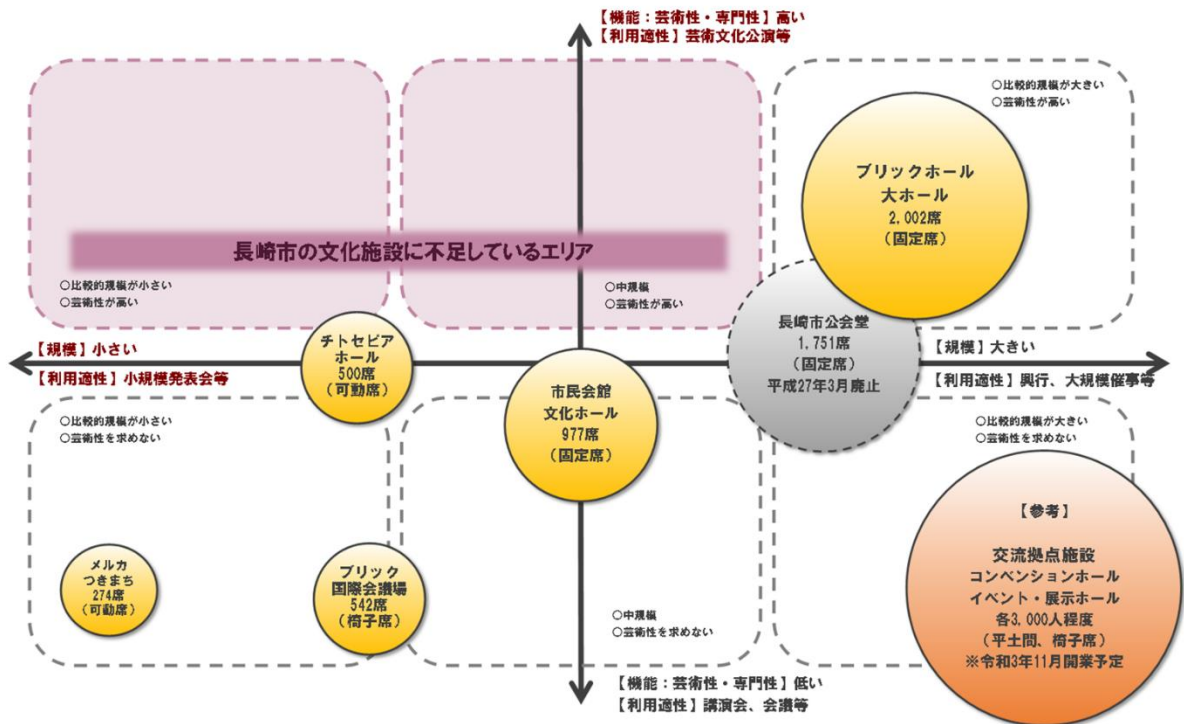 【機能：芸術性・専門性】高い
【利用適性】芸術文化公演等
○比較的規模が大きい
○芸術性が高い
ブリックホール
大ホール
2,002席
(固定席)
長崎市の文化施設に不足しているエリア
○比較的規模が小さい
○芸術性が高い
○中規模
○芸術性が高い
長崎市公会堂
1,751席
(固定席)
平成27年3月廃止
【規模】小さい
【利用適性】小規模発表会等
チトセピア
ホール
500席
(可動席)
【規模】大きい
【利用適性】興行、大規模催事等
市民会館
文化ホール
977席
(固定席)
○比較的規模が小さい
○芸術性を求めない
○比較的規模が大きい
○芸術性を求めない
メルカ
つきまち
274席
(可動席)
ブリック
国際会議場
542席
(椅子席)
○中規模
○芸術性を求めない
【参考】
交流拠点施設
コンベンションホール
イベント・展示ホール
各3,000人程度
(平土間、椅子席)
※令和3年11月開業予定
【機能：芸術性・専門性】低い
【利用適性】講演会、会議等